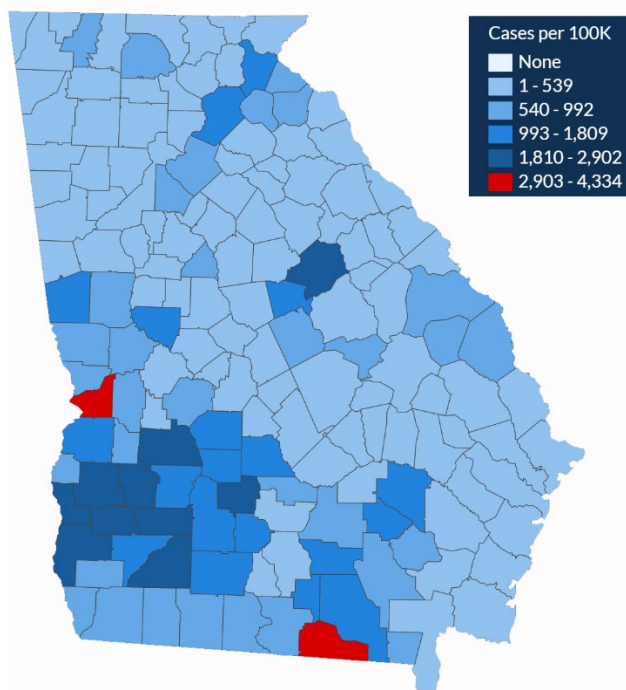 Cases per 100K
None
1 - 539
540 - 992
993 - 1,809
1,810 - 2,902
2,903 - 4,334